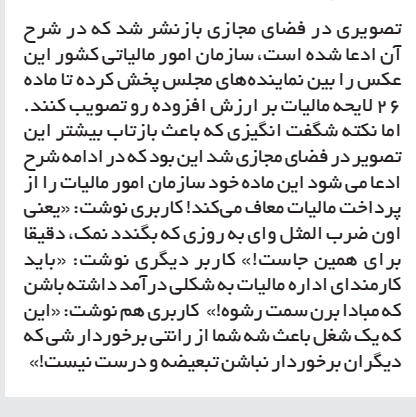 تصویری در فضای مجازی بازنشر شد که در شرح
آن ادعا شده است، سازمان امور مالیاتی کشور این
عکس را بین نماینده‌های مجلس پخش کرده تا ماده
۲۶ لایحه مالیات بر ارزش افزوده رو تصویب کنند.
اما نکته شگفت انگیزی که باعث بازتاب بیشتر این
تصویر در فضای مجازی شد این بود که در ادامه شرح
ادعا می شود این ماده خود سازمان امور مالیات را از
پرداخت مالیات معاف می‌کند! کاربری نوشت: «یعنی
اون ضرب المثل وای به روزی که بگندد نمک، دقیقا
برای همین جاست!» کاربر دیگری نوشت: «باید
کارمندای اداره مالیات به شکلی درآمد داشته باشن
که مبادا برن سمت رشوه!» کاربری هم نوشت: «این
که یک شغل باعث شه شما از رانتی برخوردار شی که
دیگران برخوردار نباشن تبعیضه و درست نیست!»